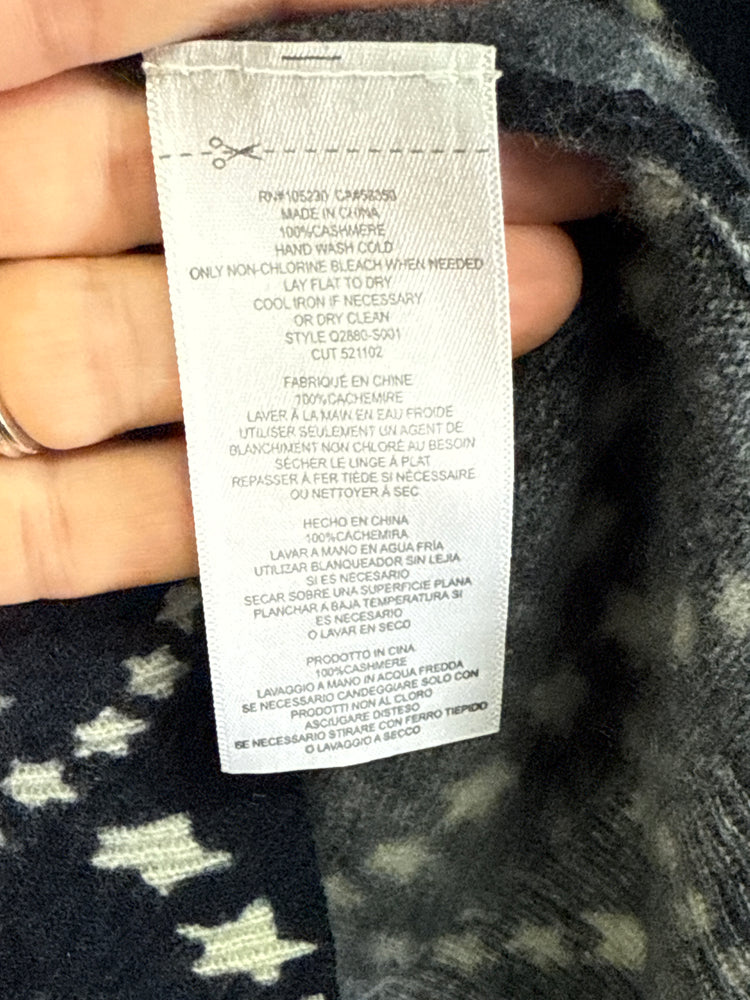 RN#105230 CA#58350
MADE IN CHINA
100%CASHMERE
HAND WASH COLD
ONLY NON-CHLORINE BLEACH WHEN NEEDED
LAY FLAT TO DRY
COOL IRON IF NECESSARY
OR DRY CLEAN
STYLE Q2880-S001
CUT 521102
FABRIQUÉ EN CHINE
100%CACHEMIRE
LAVER À LA MAIN EN EAU FROIDE
UTILISER SEULEMENT UN AGENT DE
BLANCHIMENT NON CHLORÉ AU BESOIN
SÉCHER LE LINGE À PLAT
REPASSER À FER TIÈDE SI NÉCESSAIRE
OU NETTOYER À SEC
HECHO EN CHINA
100%CACHEMIRA
LAVAR A MANO EN AGUA FRÍA
UTILIZAR BLANQUEADOR SIN LEJIA
SI ES NECESARIO
SECAR SOBRE UNA SUPERFICIE PLANA
PLANCHAR A BAJA TEMPERATURA SI
ES NECESARIO
O LAVAR EN SECO
PRODOTTO IN CINA
100%CASHMERE
LAVAGGIO A MANO IN ACQUA FREDDA
SE NECESSARIO CANDEGGIARE SOLO CON
PRODOTTI NON AL CLORO
ASCIUGARE DISTESO
SE NECESSARIO STIRARE CON FERRO TIEPIDO
O LAVAGGIO A SECCO